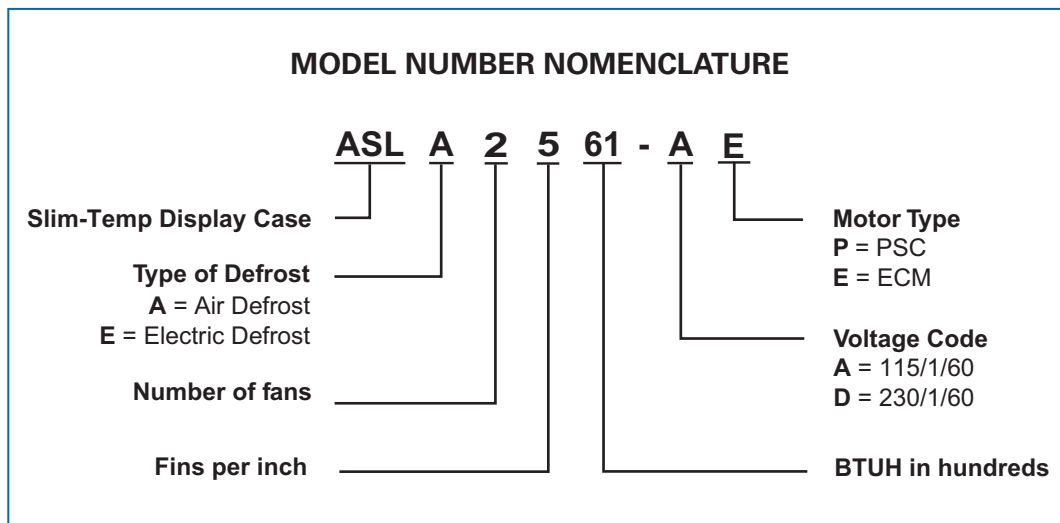 MODEL NUMBER NOMENCLATURE
ASL A 2 5 61 - A E
Slim-Temp Display Case
Type of Defrost
A = Air Defrost
E = Electric Defrost
Number of fans
Fins per inch
Motor Type
P = PSC
E = ECM
Voltage Code
A = 115/1/60
D = 230/1/60
BTUH in hundreds